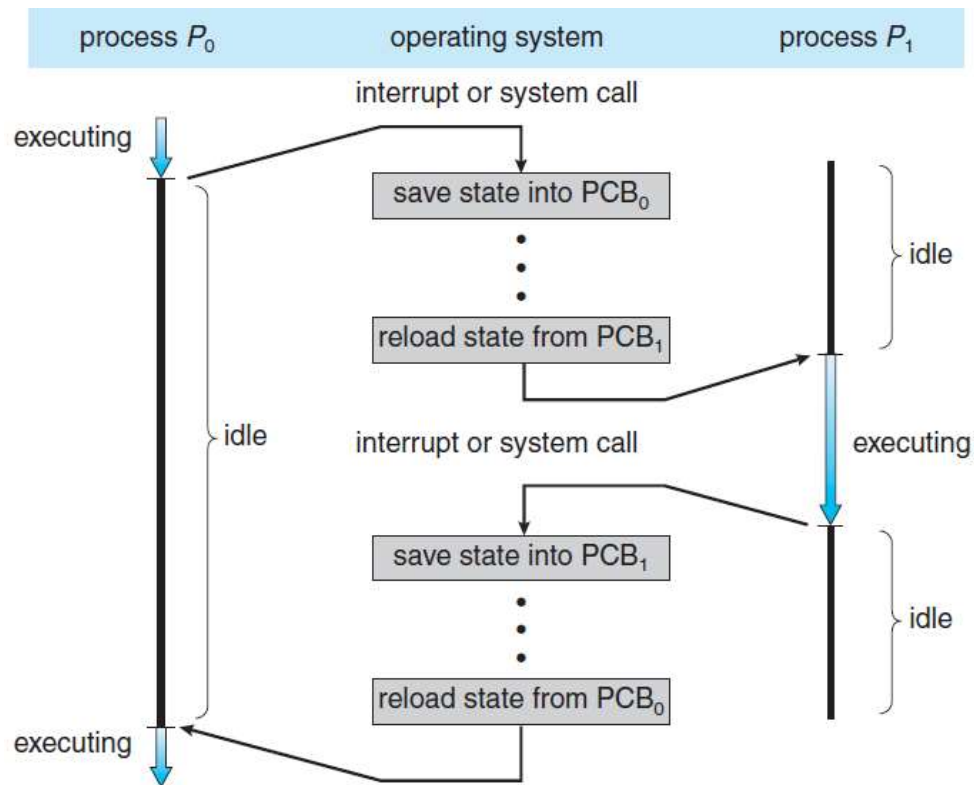 process P₀ operating system process P₁
interrupt or system call
executing
save state into PCB₀
idle
reload state from PCB₁
idle
interrupt or system call
executing
save state into PCB₁
idle
reload state from PCB₀
executing